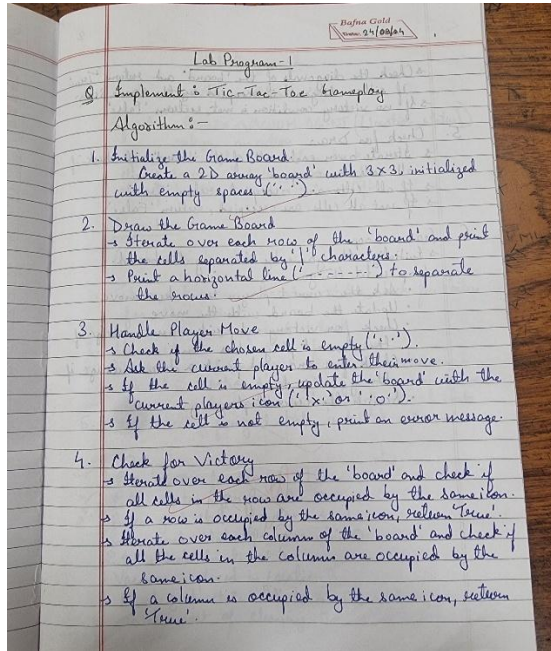 Bafna Gold
Date: 24/09/24
Lab Program-1
Q Implement : Tic-Tac-Toe Gameplay
Algorithm :-
1. Initialize the Game Board
Create a 2D array 'board' with 3x3, initialized
with empty spaces (' ').
2. Draw the Game Board
→ Iterate over each row of the 'board' and print
the cells separated by '|' characters.
→ Print a horizontal line ('- - - - - -') to separate
the rows.
3. Handle Player Move
→ Check if the chosen cell is empty (' ').
→ Ask the current player to enter their move.
→ If the cell is empty, update the 'board' with the
current players icon ('x' or 'o').
→ If the cell is not empty, print an error message.
4. Check for Victory
→ Iterate over each row of the 'board' and check if
all cells in the row are occupied by the same icon.
→ If a row is occupied by the same icon, return 'True'.
→ Iterate over each column of the 'board' and check if
all the cells in the column are occupied by the
same icon.
→ If a column is occupied by the same icon, return
'True'.